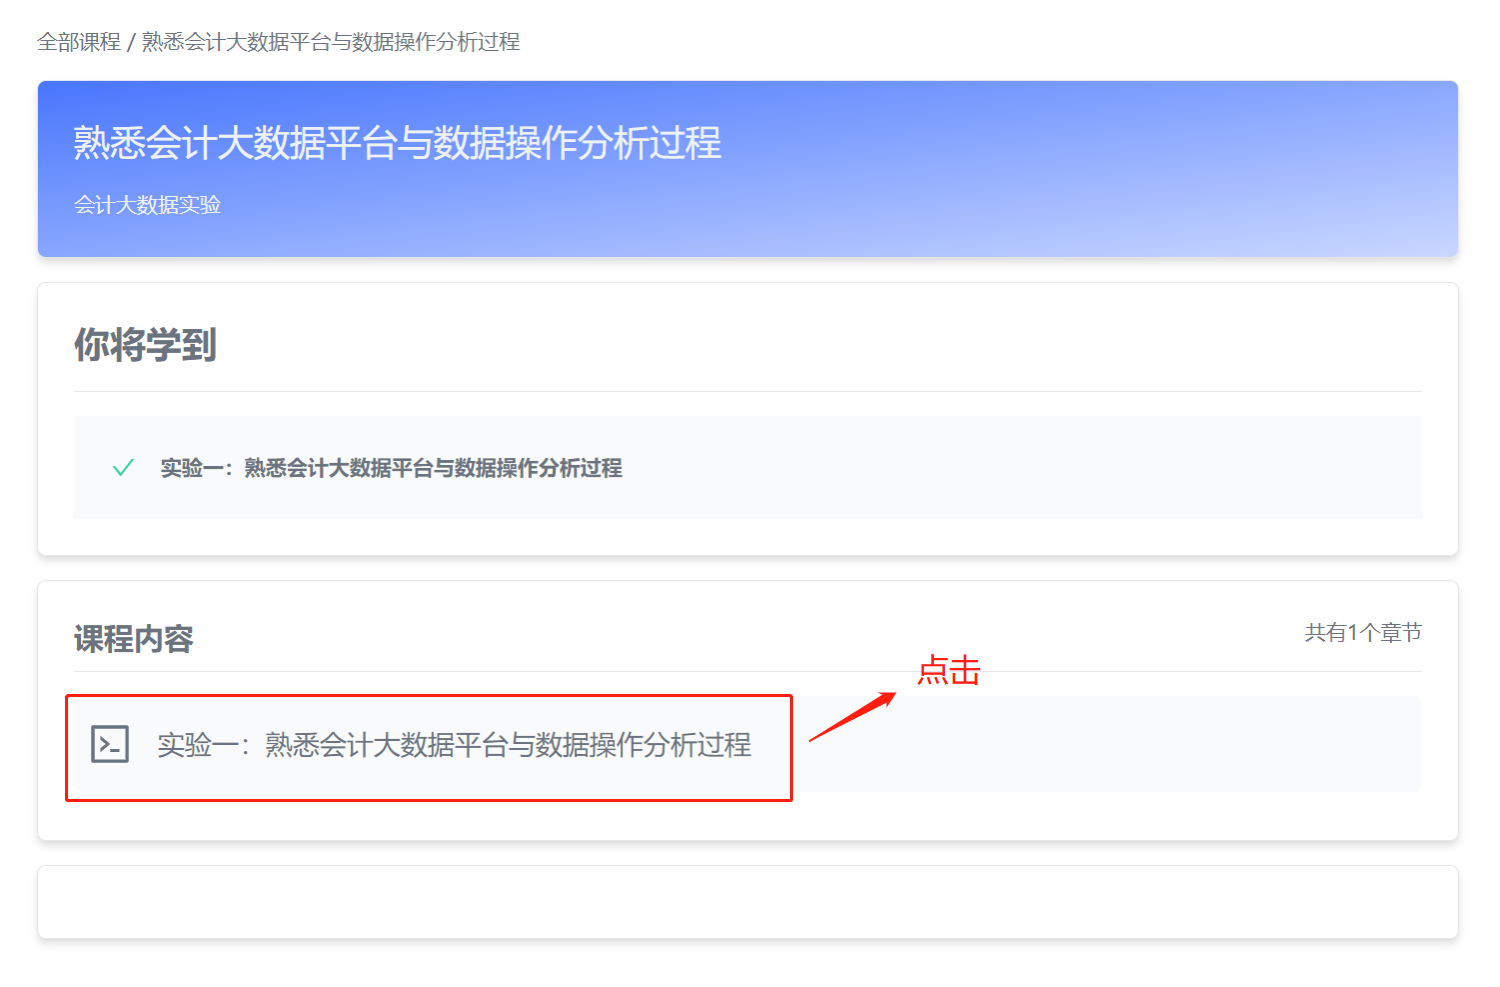 全部课程 / 熟悉会计大数据平台与数据操作分析过程
熟悉会计大数据平台与数据操作分析过程
会计大数据实验
你将学到
实验一：熟悉会计大数据平台与数据操作分析过程
课程内容
共有1个章节
点击
实验一：熟悉会计大数据平台与数据操作分析过程